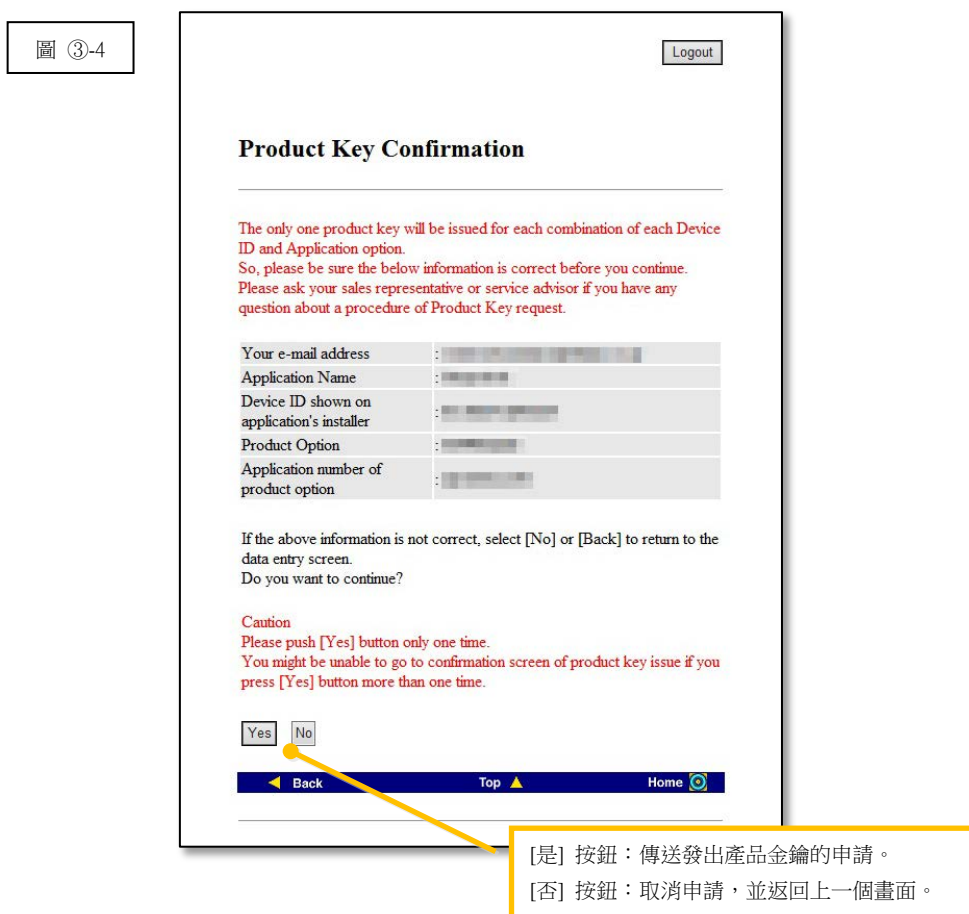 圖 ③-4
Logout
Product Key Confirmation
The only one product key will be issued for each combination of each Device
ID and Application option.
So, please be sure the below information is correct before you continue.
Please ask your sales representative or service advisor if you have any
question about a procedure of Product Key request.
Your e-mail address :
Application Name :
Device ID shown on
application's installer :
Product Option :
Application number of
product option :
If the above information is not correct, select [No] or [Back] to return to the
data entry screen.
Do you want to continue?
Caution
Please push [Yes] button only one time.
You might be unable to go to confirmation screen of product key issue if you
press [Yes] button more than one time.
Yes No
Back Top Home
[是] 按鈕：傳送發出產品金鑰的申請。
[否] 按鈕：取消申請，並返回上一個畫面。